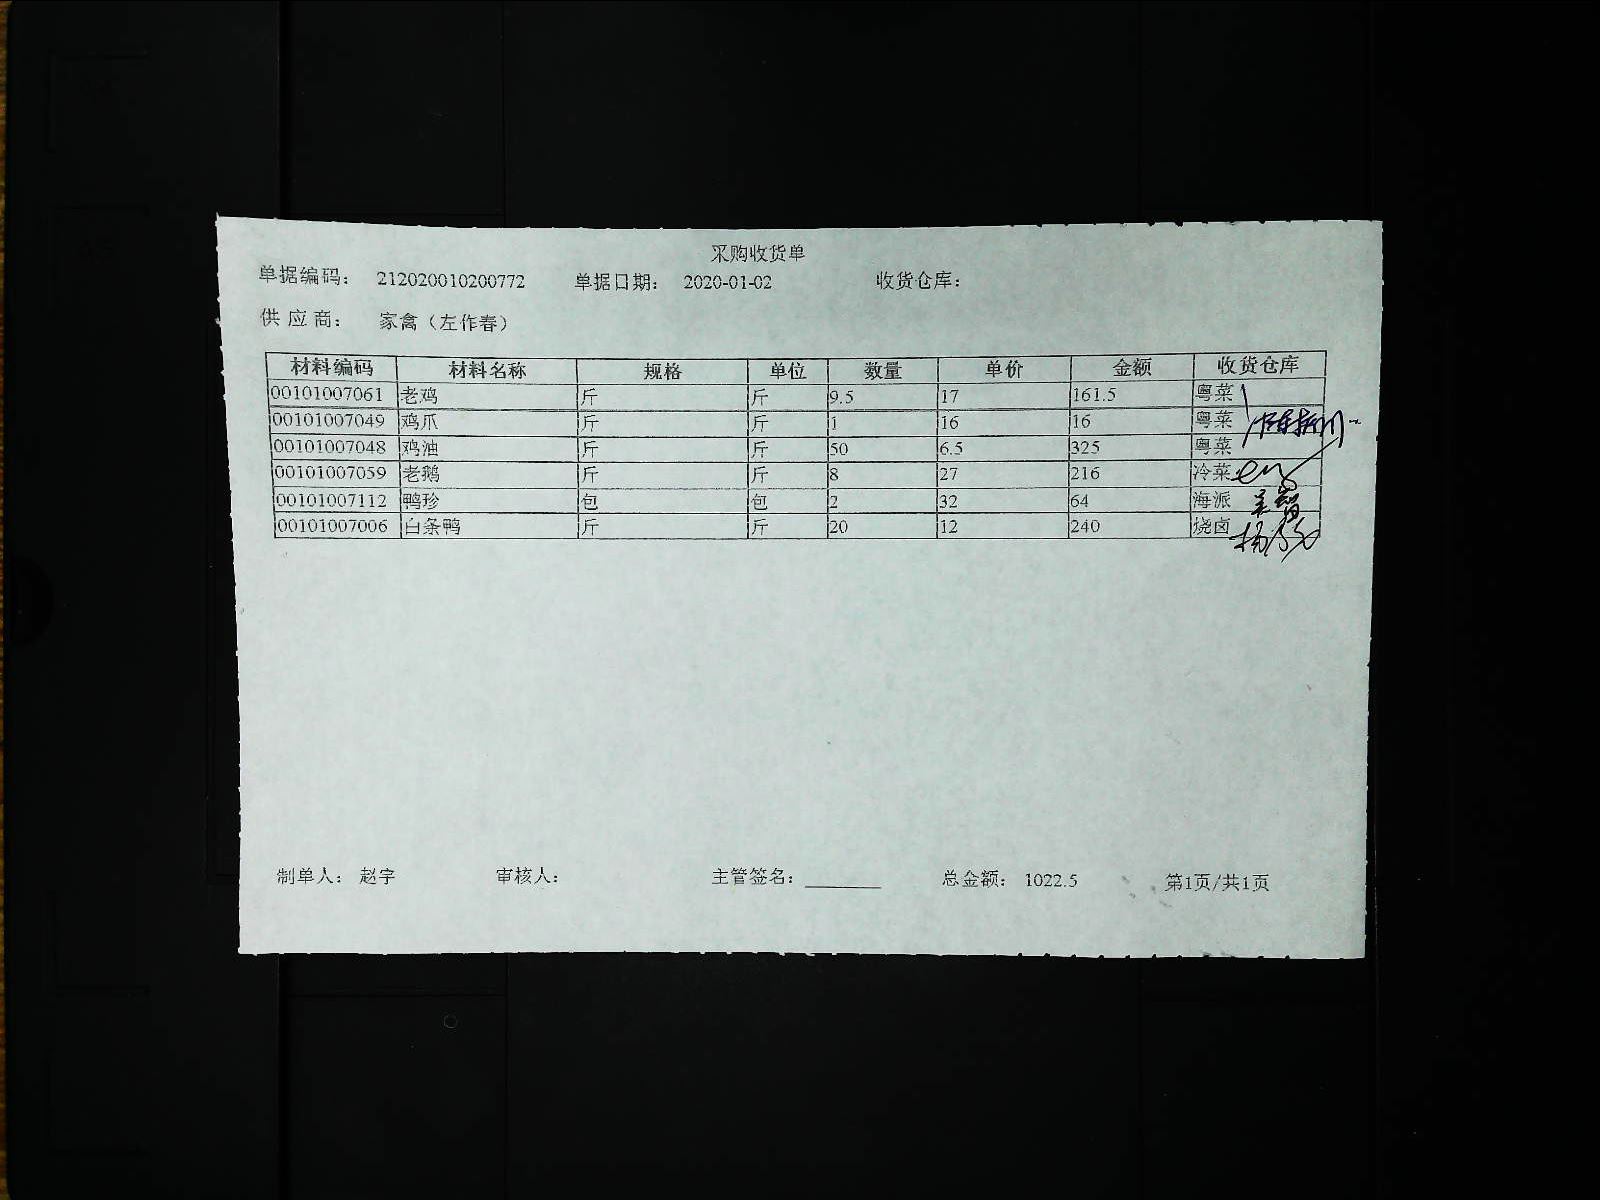 采购收货单
单据编码： 212020010200772 单据日期： 2020-01-02 收货仓库：
供应商： 家禽（左作春）
材料编码 材料名称 规格 单位 数量 单价 金额 收货仓库
00101007061 老鸡 斤 斤 9.5 17 161.5 粤菜
00101007049 鸡爪 斤 斤 1 16 16 粤菜
00101007048 鸡油 斤 斤 50 6.5 325 粤菜
00101007059 老鹅 斤 斤 8 27 216 冷菜
00101007112 鸭珍 包 包 2 32 64 海派
00101007006 白条鸭 斤 斤 20 12 240 烧卤
制单人： 赵字 审核人： 主管签名： 总金额： 1022.5 第1页/共1页